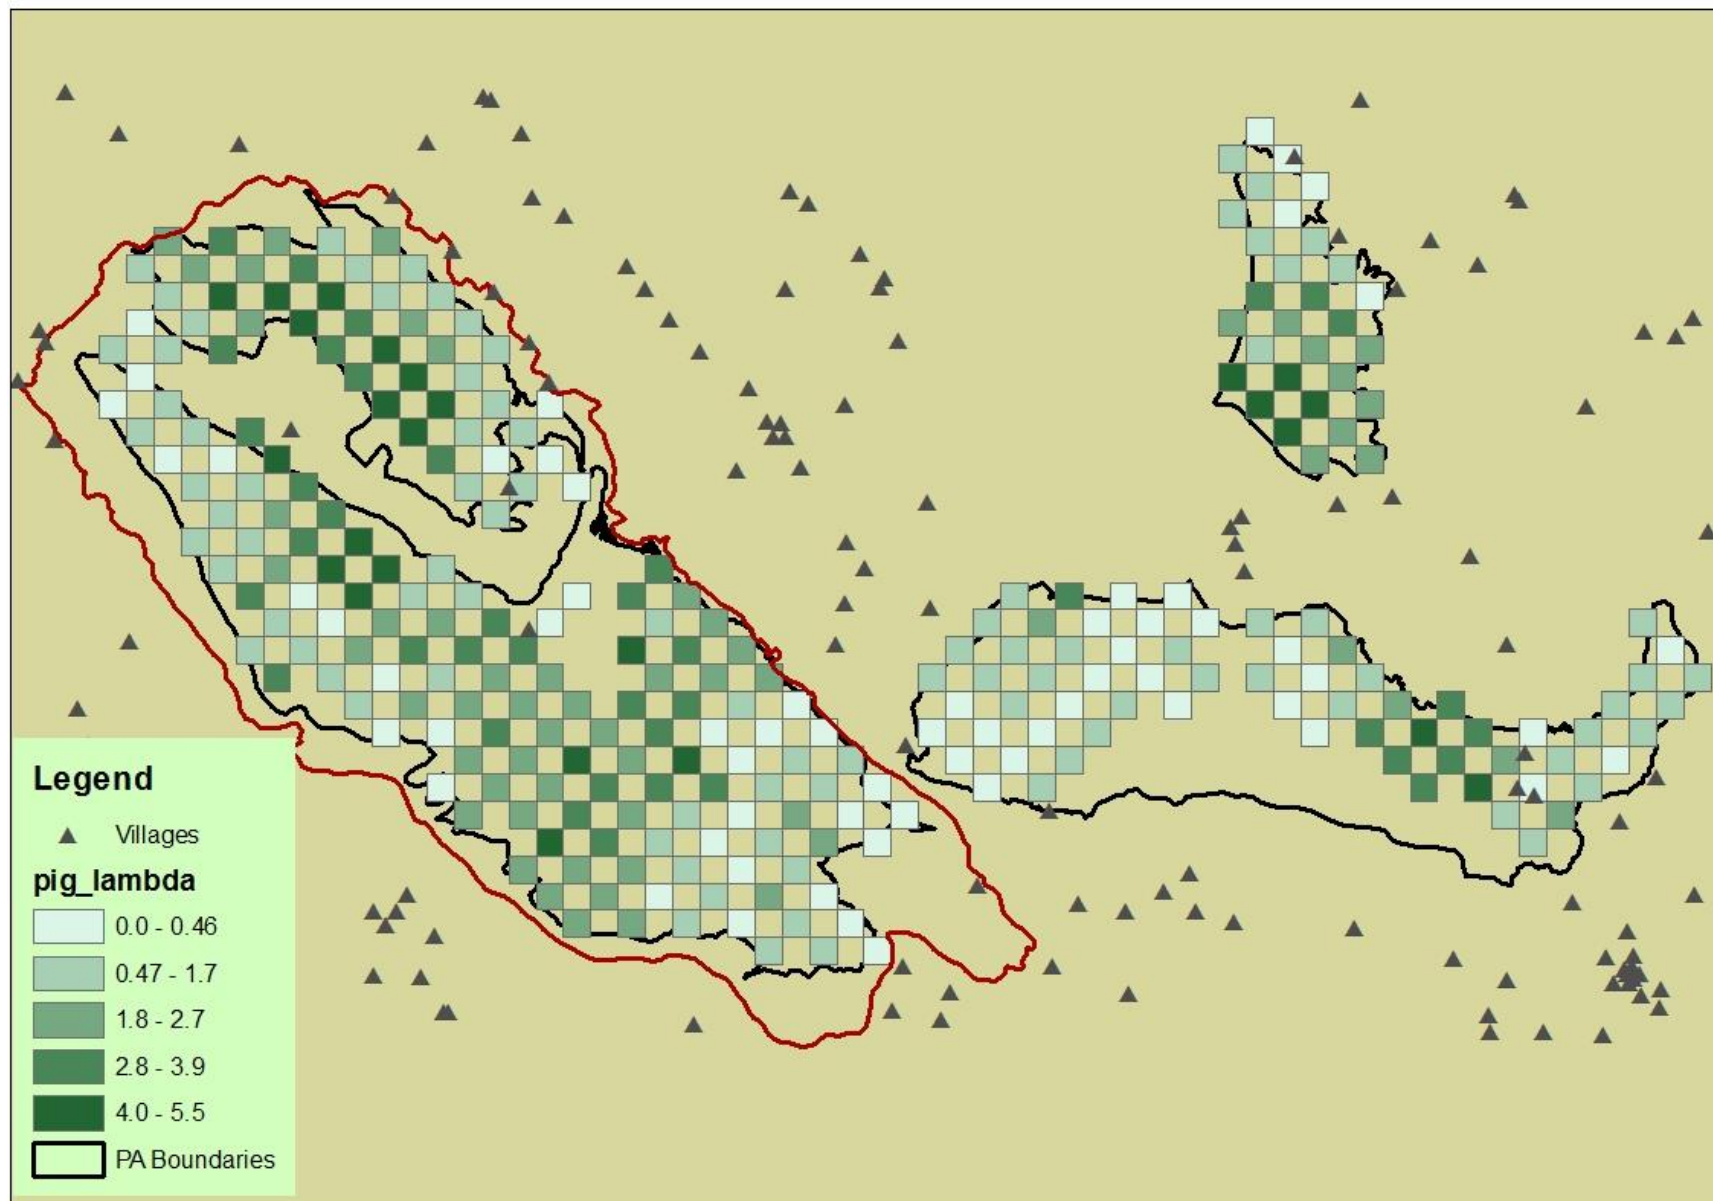 Legend
Villages
pig_lambda
0.0 - 0.46
0.47 - 1.7
1.8 - 2.7
2.8 - 3.9
4.0 - 5.5
PA Boundaries